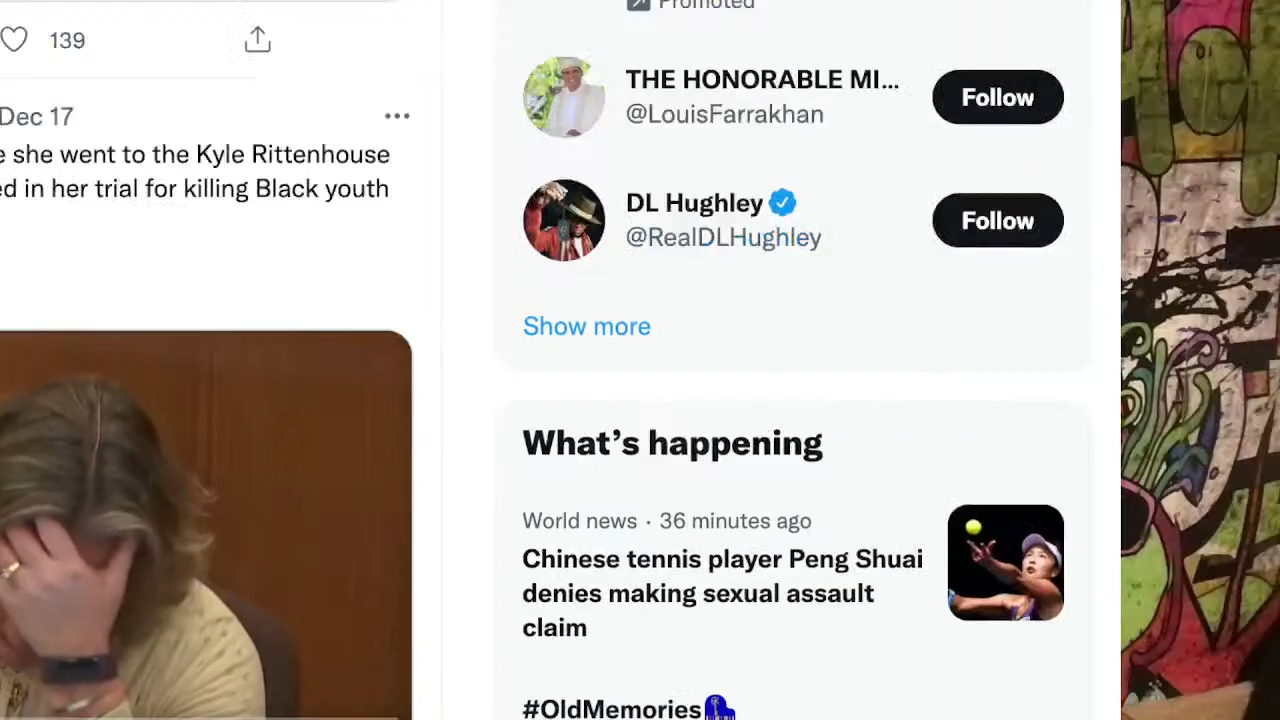 Promoted
139
Dec 17
she went to the Kyle Rittenhouse
in her trial for killing Black youth
THE HONORABLE MI...
@LouisFarrakhan
Follow
DL Hughley
@RealDLHughley
Follow
Show more
What's happening
World news · 36 minutes ago
Chinese tennis player Peng Shuai
denies making sexual assault
claim
#OldMemories